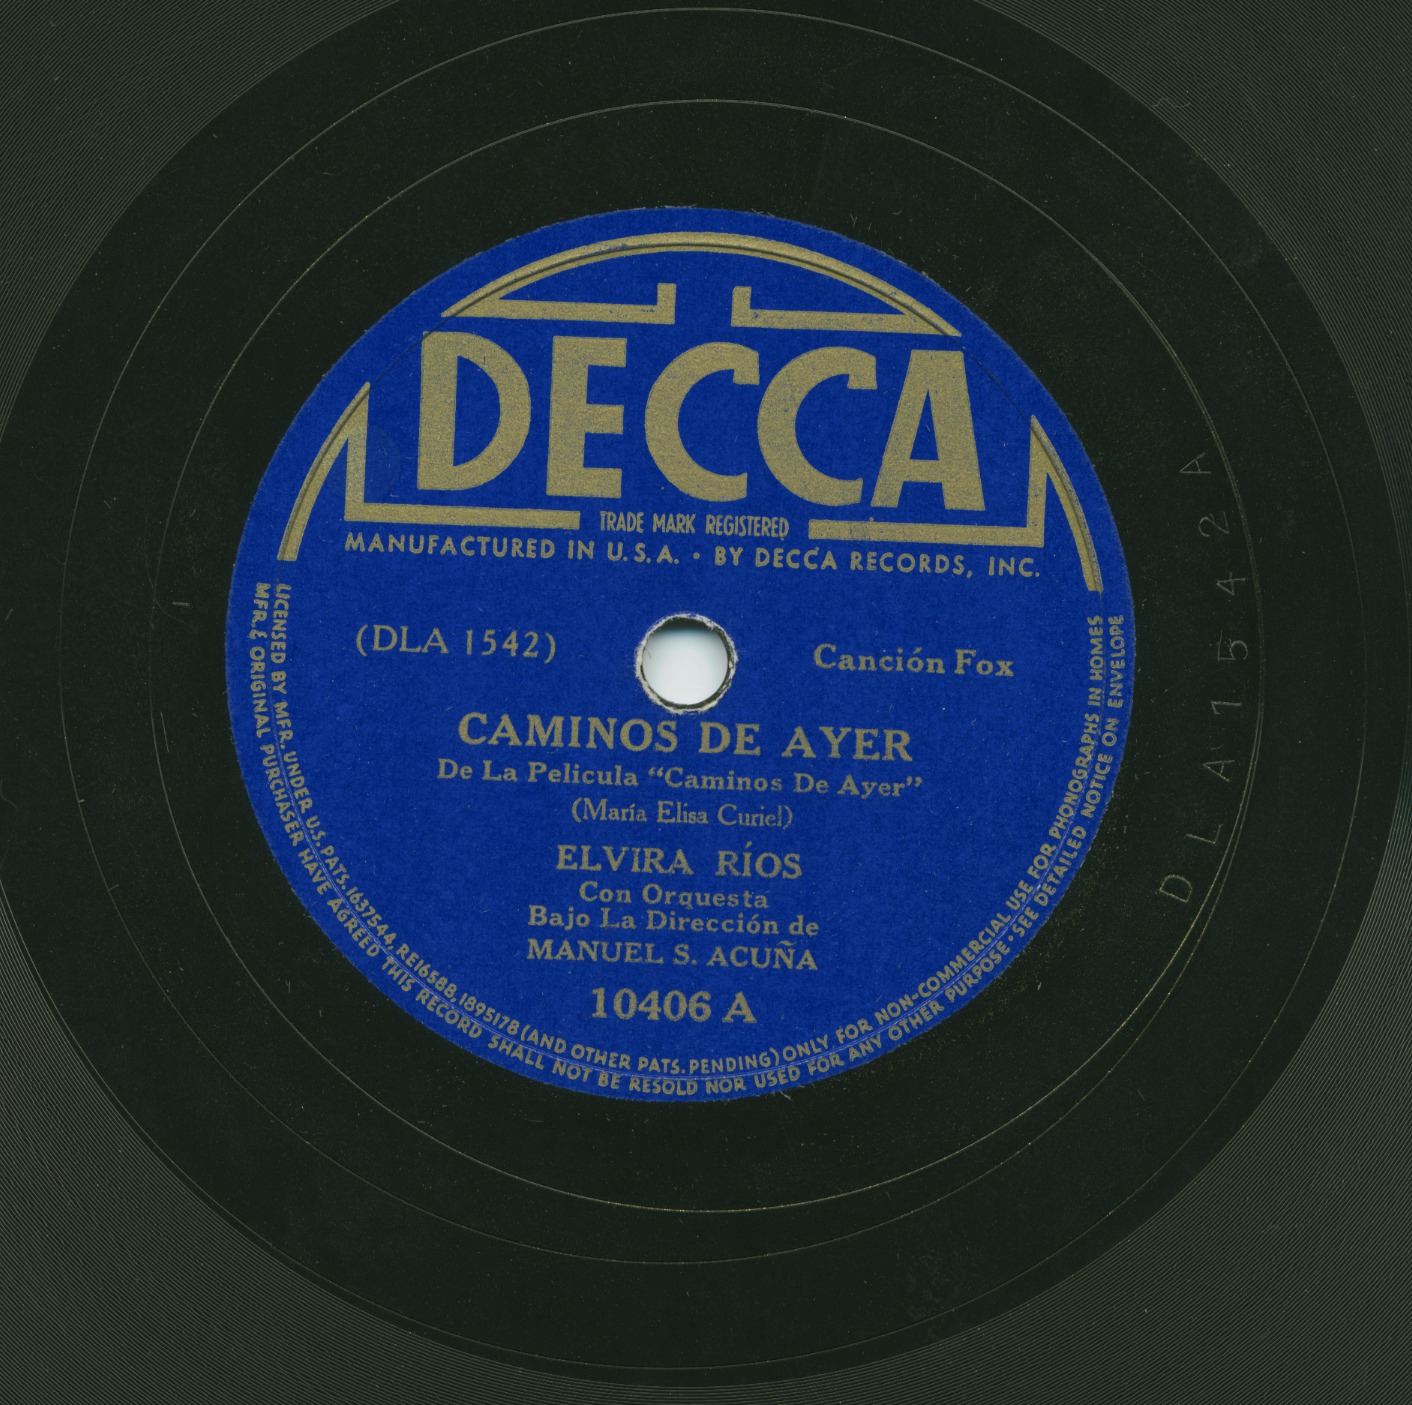 DECCA
TRADE MARK REGISTERED
MANUFACTURED IN U.S.A. • BY DECCA RECORDS, INC.
(DLA 1542)
Canción Fox
CAMINOS DE AYER
De La Pelicula “Caminos De Ayer”
(María Elisa Curiel)
ELVIRA RÍOS
Con Orquesta
Bajo La Dirección de
MANUEL S. ACUÑA
10406 A
LICENSED BY MFR. UNDER U.S. PATS. 1637544, RE16588, 1895178 (AND OTHER PATS. PENDING) ONLY FOR NON-COMMERCIAL USE FOR PHONOGRAPHS IN HOMES
MFR. & ORIGINAL PURCHASER HAVE AGREED THIS RECORD SHALL NOT BE RESOLD NOR USED FOR ANY OTHER PURPOSE • SEE DETAILED NOTICE ON ENVELOPE
DLA 1542 A